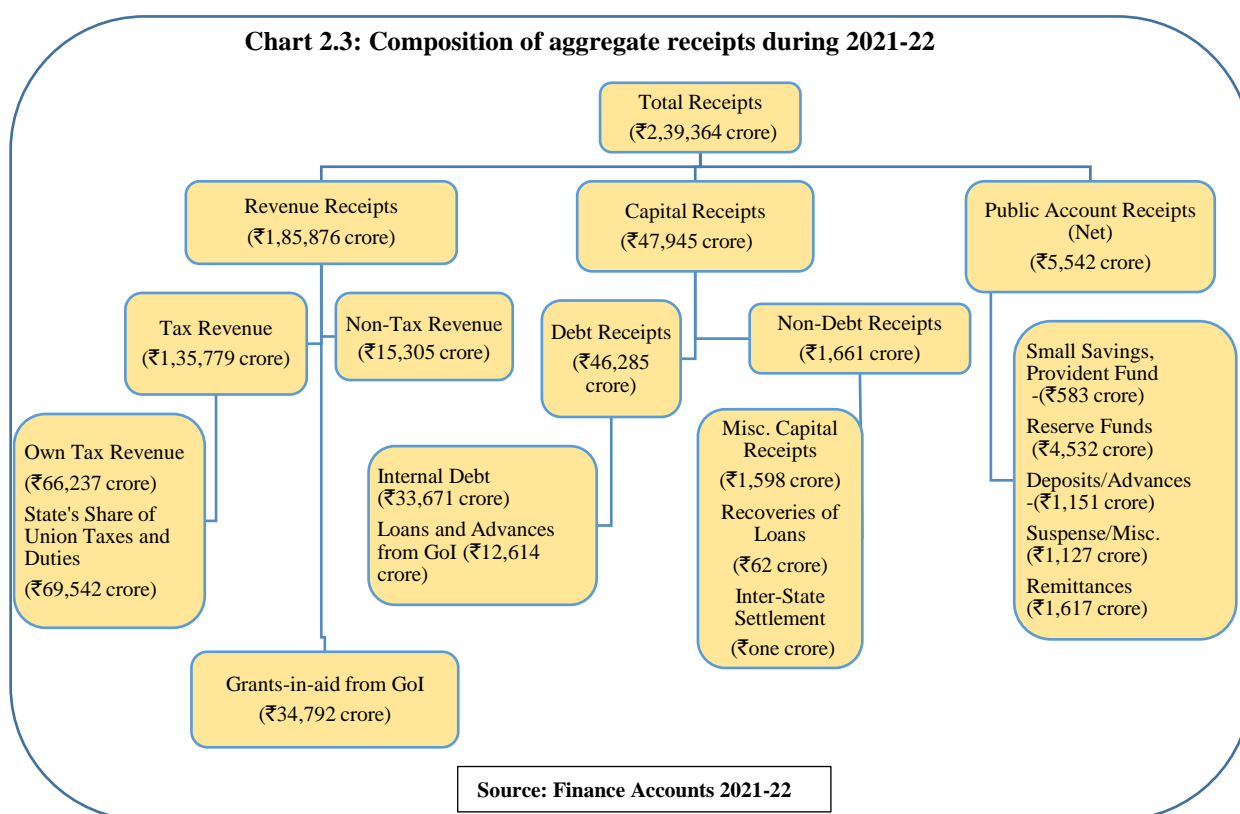 Chart 2.3: Composition of aggregate receipts during 2021-22
Total Receipts
(₹2,39,364 crore)
Revenue Receipts
(₹1,85,876 crore)
Capital Receipts
(₹47,945 crore)
Public Account Receipts
(Net)
(₹5,542 crore)
Tax Revenue
(₹1,35,779 crore)
Non-Tax Revenue
(₹15,305 crore)
Debt Receipts
(₹46,285
crore)
Non-Debt Receipts
(₹1,661 crore)
Own Tax Revenue
(₹66,237 crore)
State's Share of
Union Taxes and
Duties
(₹69,542 crore)
Internal Debt
(₹33,671 crore)
Loans and Advances
from GoI (₹12,614
crore)
Misc. Capital
Receipts
(₹1,598 crore)
Recoveries of
Loans
(₹62 crore)
Inter-State
Settlement
(₹one crore)
Small Savings,
Provident Fund
-(₹583 crore)
Reserve Funds
(₹4,532 crore)
Deposits/Advances
-(₹1,151 crore)
Suspense/Misc.
(₹1,127 crore)
Remittances
(₹1,617 crore)
Grants-in-aid from GoI
(₹34,792 crore)
Source: Finance Accounts 2021-22